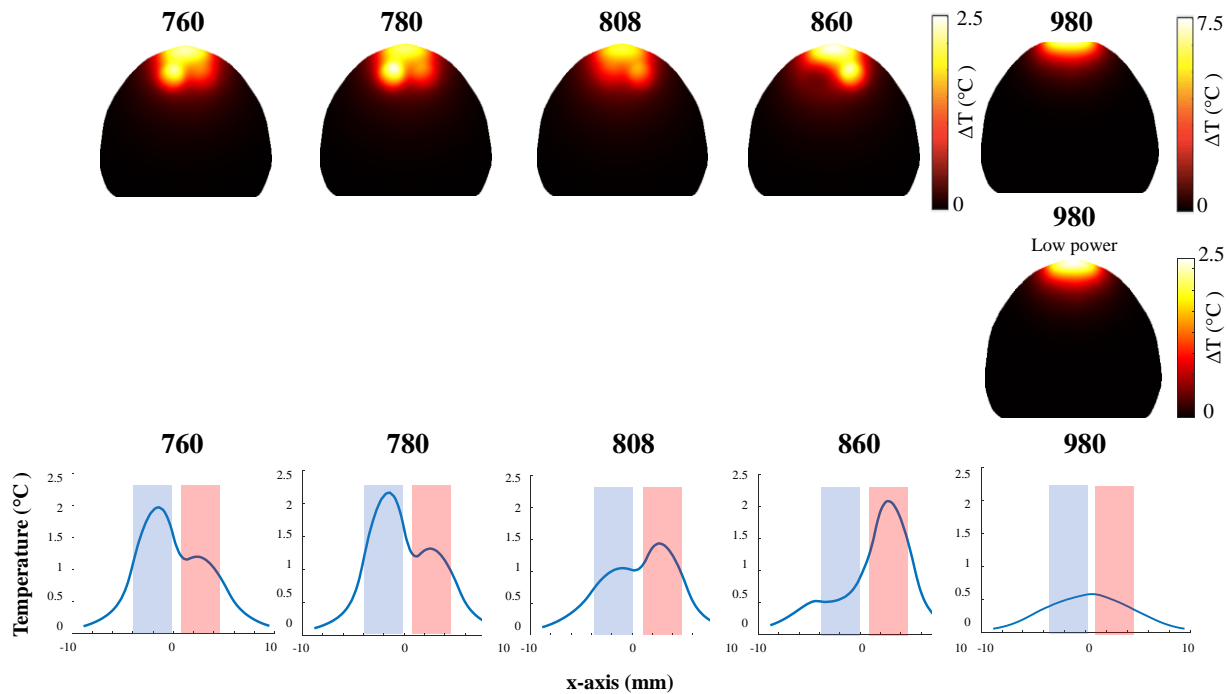 760 780 808 860 980
2.5 7.5
ΔT (°C ) ΔT (°C )
0 0
980
Low power
2.5
ΔT (°C )
0
760 780 808 860 980
Temperature (°C )
2.5 2 1.5 1 0.5 0
2.5 2 1.5 1 0.5 0
2.5 2 1.5 1 0.5 0
2.5 2 1.5 1 0.5 0
2.5 2 1.5 1 0.5 0
-10 0 10 -10 0 -10 0 -10 0 10 -10 0 10
x-axis (mm)